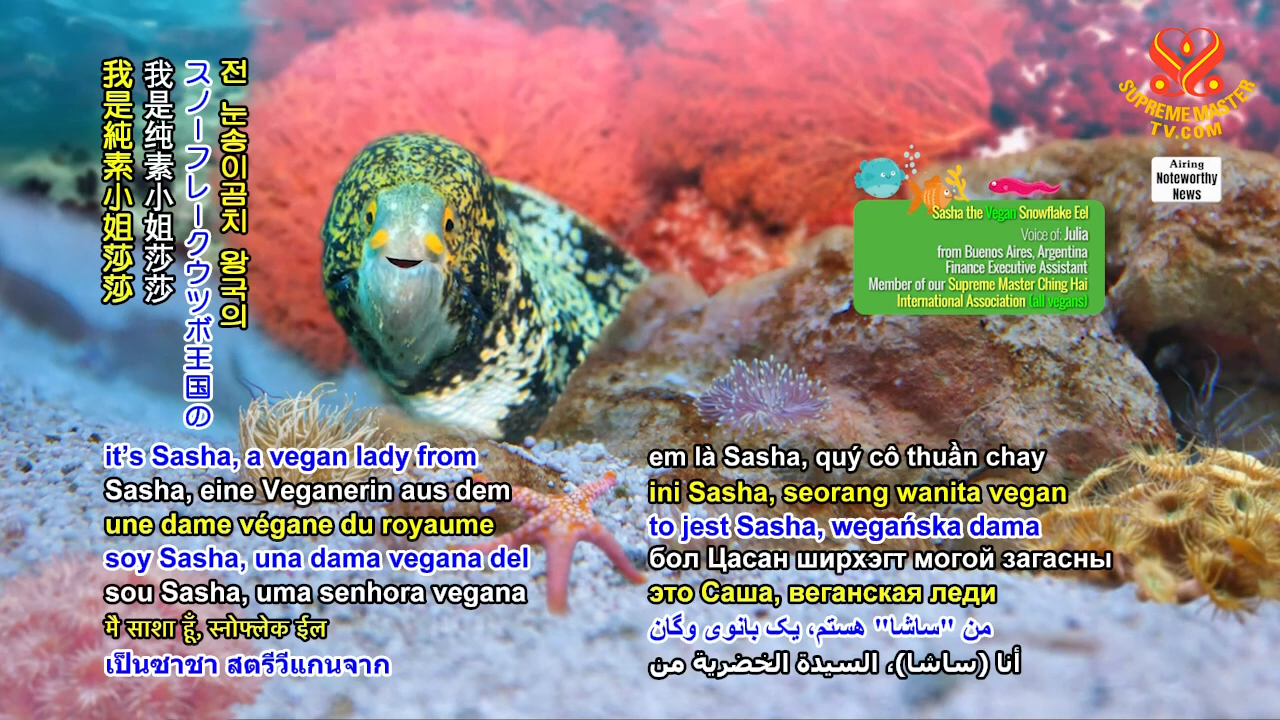 我是純素小姐莎莎
我是纯素小姐莎莎
スノーフレークウツボ王国の
전 눈송이곰치 왕국의
SUPREME MASTER
TV.COM
Airing
Noteworthy
News
Sasha the Vegan Snowflake Eel
Voice of: Julia
from Buenos Aires, Argentina
Finance Executive Assistant
Member of our Supreme Master Ching Hai
International Association (all vegans)
it's Sasha, a vegan lady from
Sasha, eine Veganerin aus dem
une dame végane du royaume
soy Sasha, una dama vegana del
sou Sasha, uma senhora vegana
मै साशा हूँ, स्नोफ्लेक ईल
เป็นซาชา สตรีวีแกนจาก
em là Sasha, quý cô thuần chay
ini Sasha, seorang wanita vegan
to jest Sasha, wegańska dama
бол Цасан ширхэгт могой загасны
это Саша, веганская леди
من "ساشا" هستم، یک بانوی وگان
أنا (ساشا)، السيدة الخضرية من